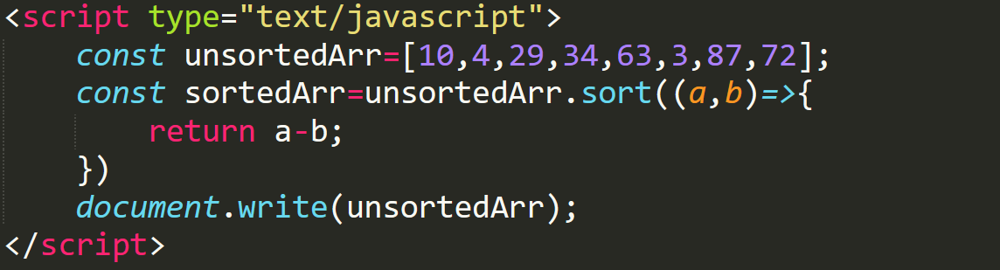 <script type="text/javascript">
    const unsortedArr=[10,4,29,34,63,3,87,72];
    const sortedArr=unsortedArr.sort((a,b)=>{
        return a-b;
    })
    document.write(unsortedArr);
</script>